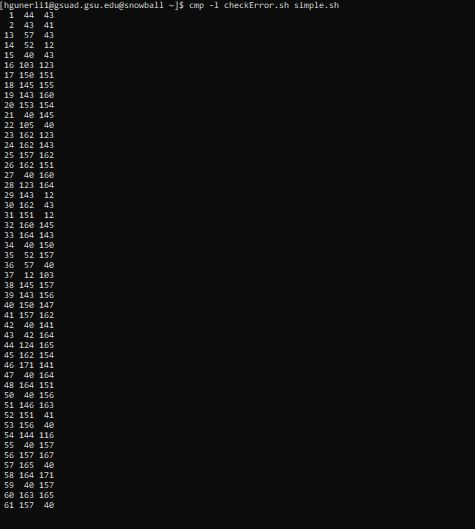 [hgunerli1@gsuad.gsu.edu@snowball ~]$ cmp -l checkError.sh simple.sh
1 44 43
2 43 41
13 57 43
14 52 12
15 40 43
16 103 123
17 150 151
18 145 155
19 143 160
20 153 154
21 40 145
22 105 40
23 162 123
24 162 143
25 157 162
26 162 151
27 40 160
28 123 164
29 143 12
30 162 43
31 151 12
32 160 145
33 164 143
34 40 150
35 52 157
36 57 40
37 12 103
38 145 157
39 143 156
40 150 147
41 157 162
42 40 141
43 42 164
44 124 165
45 162 154
46 171 141
47 40 164
48 164 151
50 40 156
51 146 163
52 151 41
53 156 40
54 144 116
55 40 157
56 157 167
57 165 40
58 164 171
59 40 157
60 163 165
61 157 40